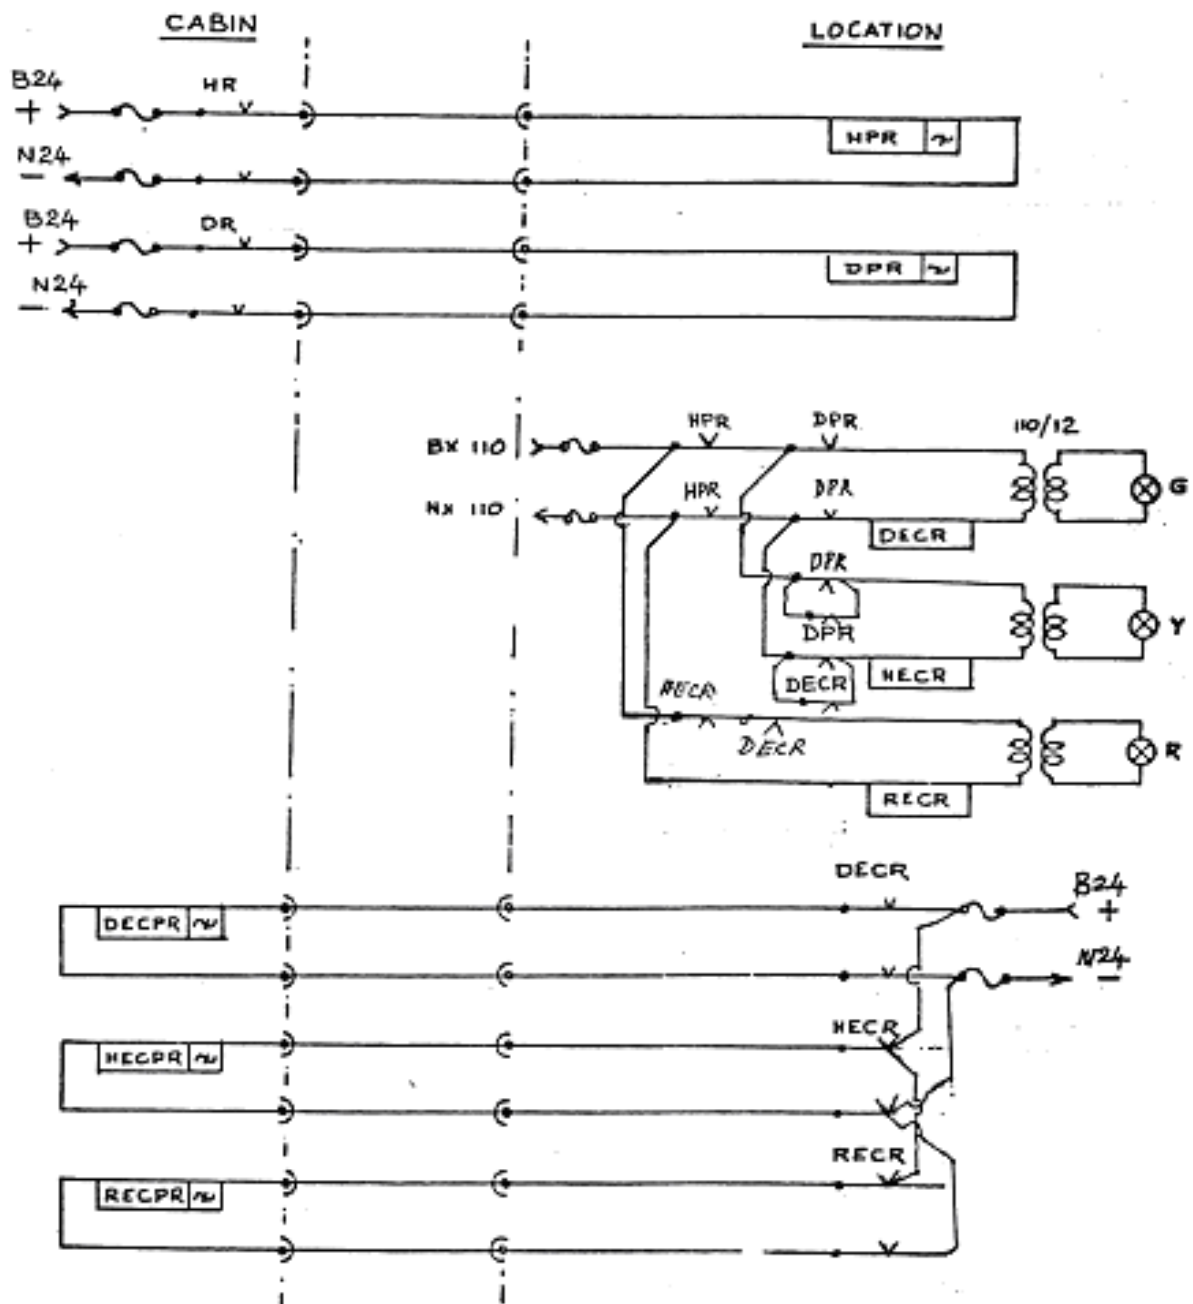 CABIN
LOCATION
B24
HR
+
HPR
N24
-
B24
DR
+
DPR
N24
-
HPR
DPR
110/12
BX 110
G
HPR
DPR
NX 110
DECR
DPR
Y
DPR
DECR
HECR
HECR
DECR
R
RECR
DECR
B24
+
DECPR
N24
-
HECR
HECPR
RECR
RECPR